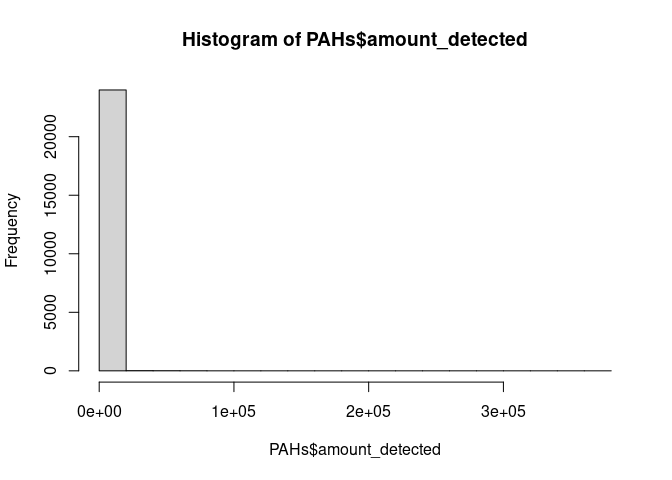 Histogram of PAHs$amount_detected
Frequency
20000
15000
10000
5000
0
0e+00 1e+05 2e+05 3e+05
PAHs$amount_detected